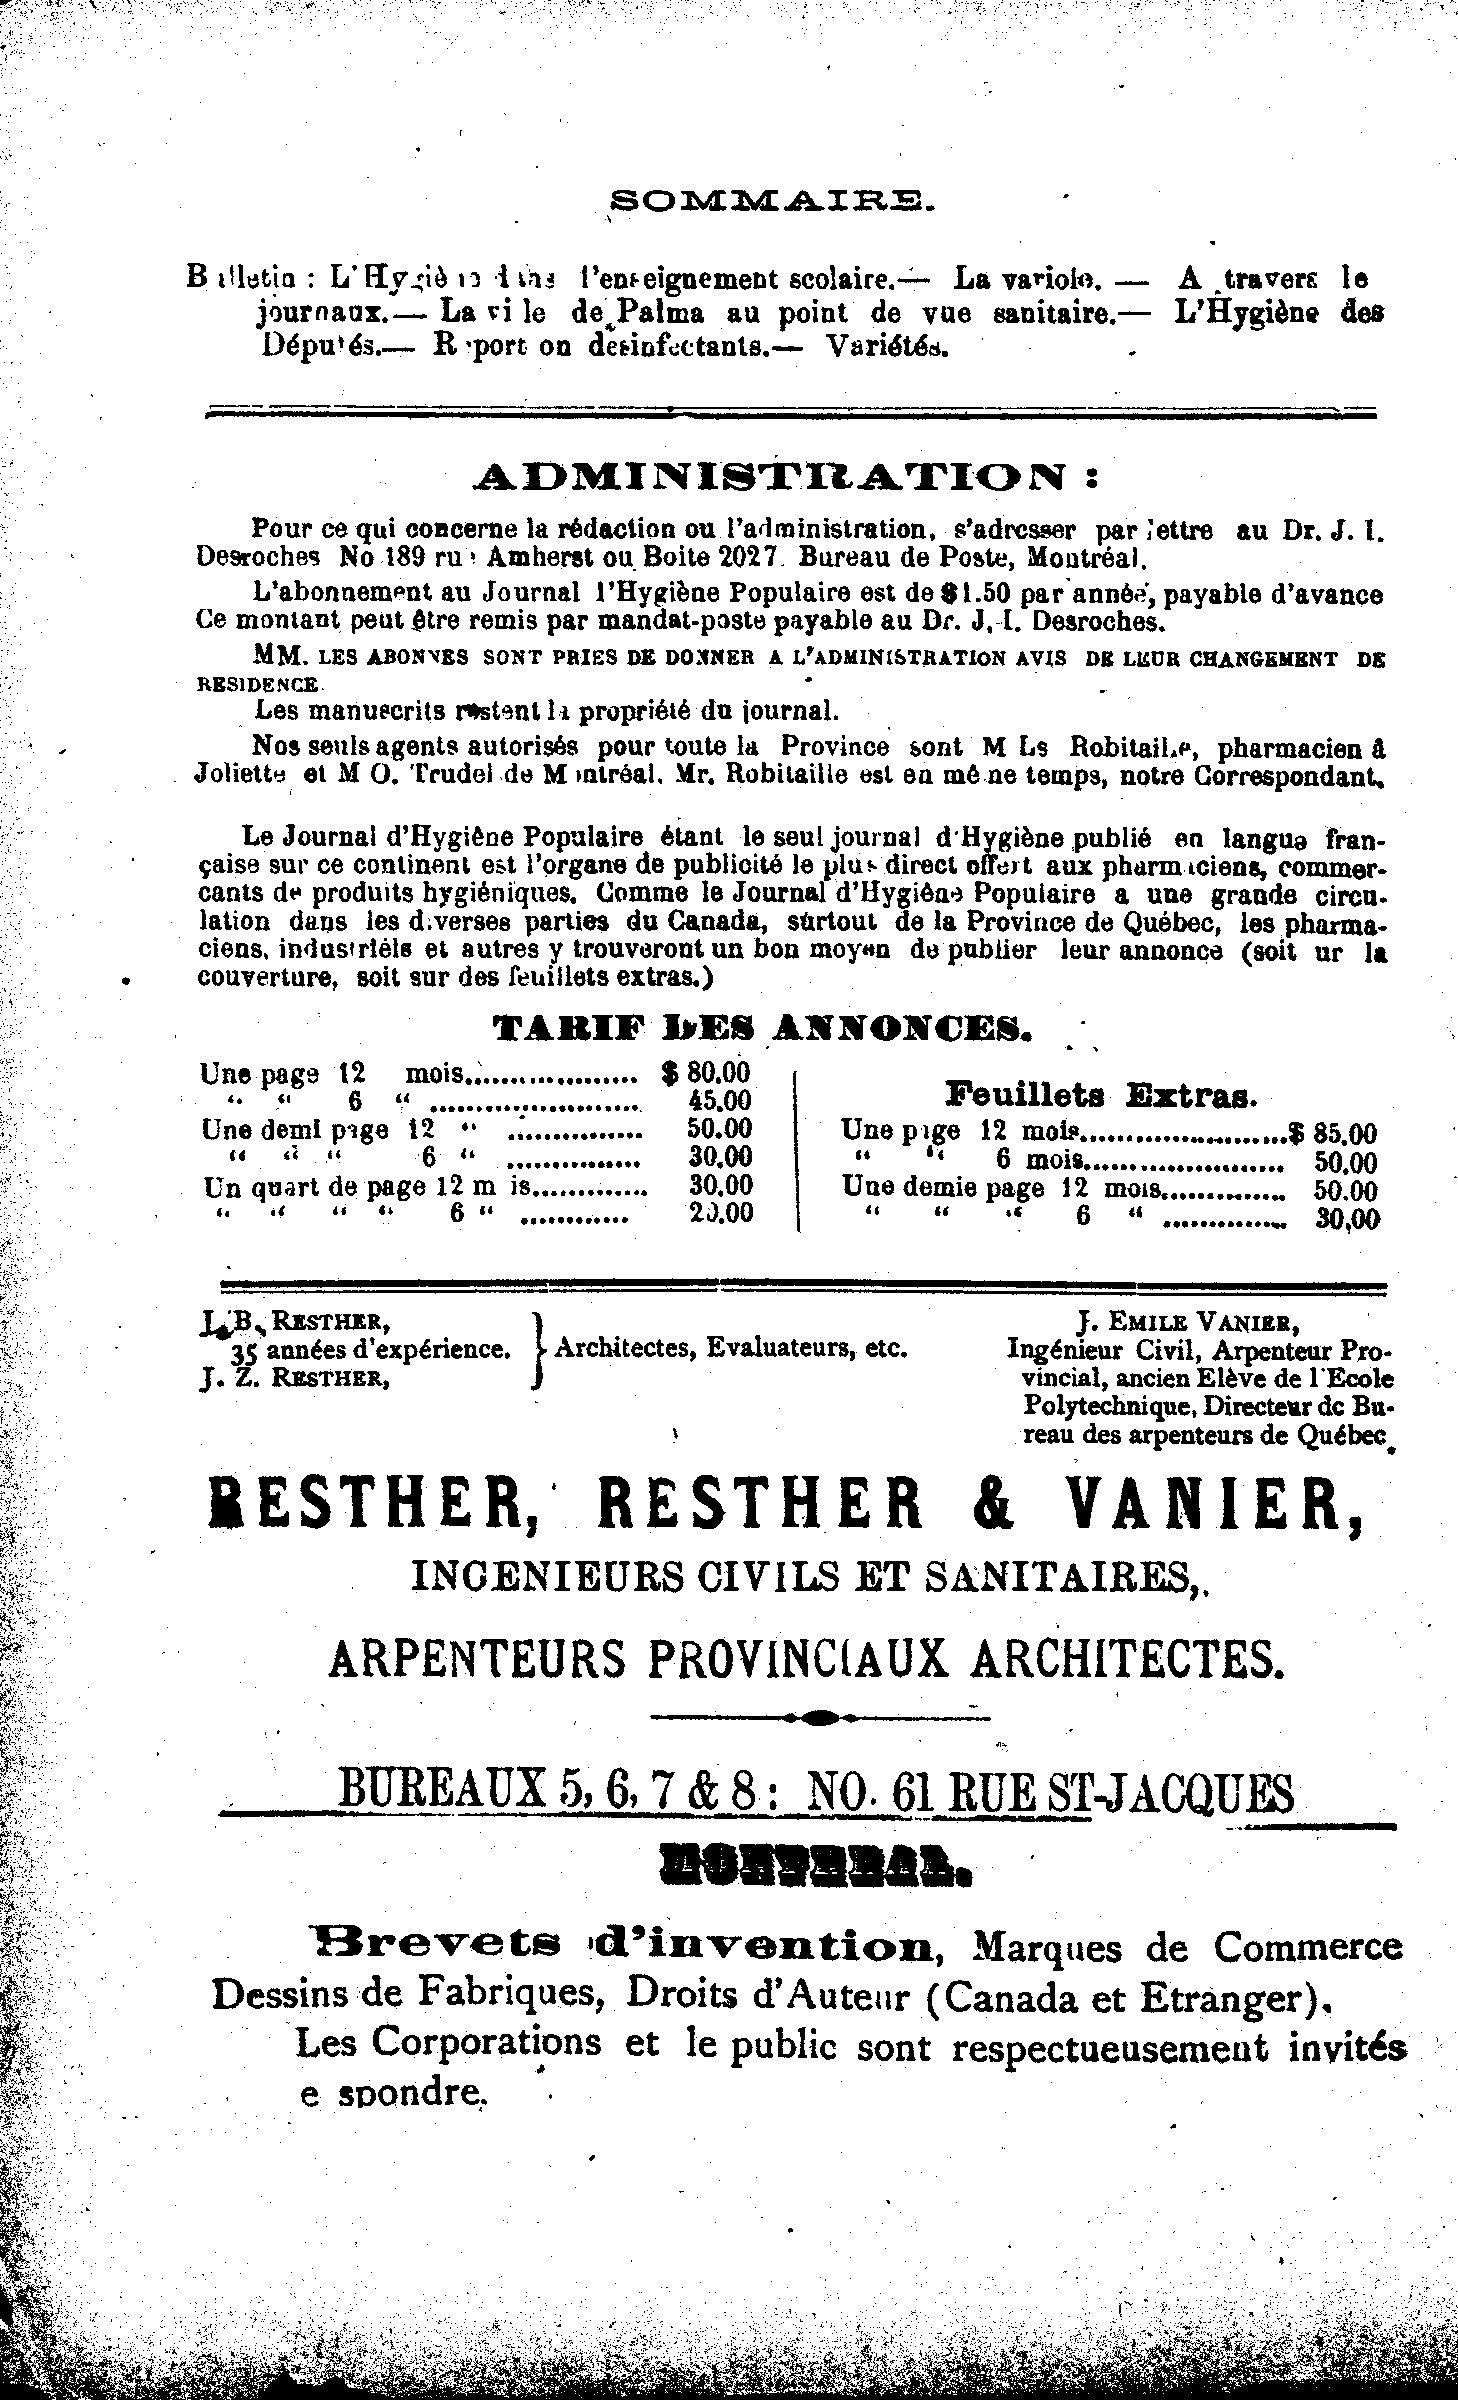 SOMMAIRE.
Bulletin : L'Hygiène dans l'enseignement scolaire.— La variole. — A travers le
journaux.— La ville de Palma au point de vue sanitaire.— L'Hygiène des
Députés.— Report on desinfectants.— Variétés.
ADMINISTRATION :
Pour ce qui concerne la rédaction ou l'administration, s'adresser par lettre au Dr. J. I.
Desroches No 189 rue Amherst ou Boite 2027. Bureau de Poste, Montréal.
L'abonnement au Journal l'Hygiène Populaire est de $1.50 par année, payable d'avance
Ce montant peut être remis par mandat-poste payable au Dr. J. I. Desroches.
MM. LES ABONNES SONT PRIES DE DONNER A L'ADMINISTRATION AVIS DE LEUR CHANGEMENT DE
RESIDENCE.
Les manuscrits restent la propriété du journal.
Nos seuls agents autorisés pour toute la Province sont M Ls Robitaille, pharmacien à
Joliette et M O. Trudel de Montréal. Mr. Robitaille est en même temps, notre Correspondant.
Le Journal d'Hygiène Populaire étant le seul journal d'Hygiène publié en langue fran-
çaise sur ce continent est l'organe de publicité le plus direct offert aux pharmaciens, commer-
cants de produits hygiéniques. Comme le Journal d'Hygiène Populaire a une grande circu-
lation dans les diverses parties du Canada, surtout de la Province de Québec, les pharma-
ciens, industriels et autres y trouveront un bon moyen de publier leur annonce (soit ur la
couverture, soit sur des feuillets extras.)
TARIF DES ANNONCES.
Une page 12 mois................... $ 80.00
“ “ 6 “ ....................... 45.00
Une demi page 12 “ ............... 50.00
“ “ “ 6 “ ............... 30.00
Un quart de page 12 mois............. 30.00
“ “ “ “ 6 “ ............ 20.00
Feuillets Extras.
Une page 12 mois.......................$ 85.00
“ “ 6 mois...................... 50.00
Une demie page 12 mois.............. 50.00
“ “ “ 6 “ .............. 30,00
L. B. RESTHER,
35 années d'expérience.
J. Z. RESTHER,
} Architectes, Evaluateurs, etc.
J. EMILE VANIER,
Ingénieur Civil, Arpenteur Pro-
vincial, ancien Elève de l'Ecole
Polytechnique, Directeur de Bu-
reau des arpenteurs de Québec.
RESTHER, RESTHER & VANIER,
INGENIEURS CIVILS ET SANITAIRES,
ARPENTEURS PROVINCIAUX ARCHITECTES.
BUREAUX 5, 6, 7 & 8 : NO. 61 RUE ST-JACQUES
MONTREAL.
Brevets d'invention, Marques de Commerce
Dessins de Fabriques, Droits d'Auteur (Canada et Etranger).
Les Corporations et le public sont respectueusement invités
e spondre.